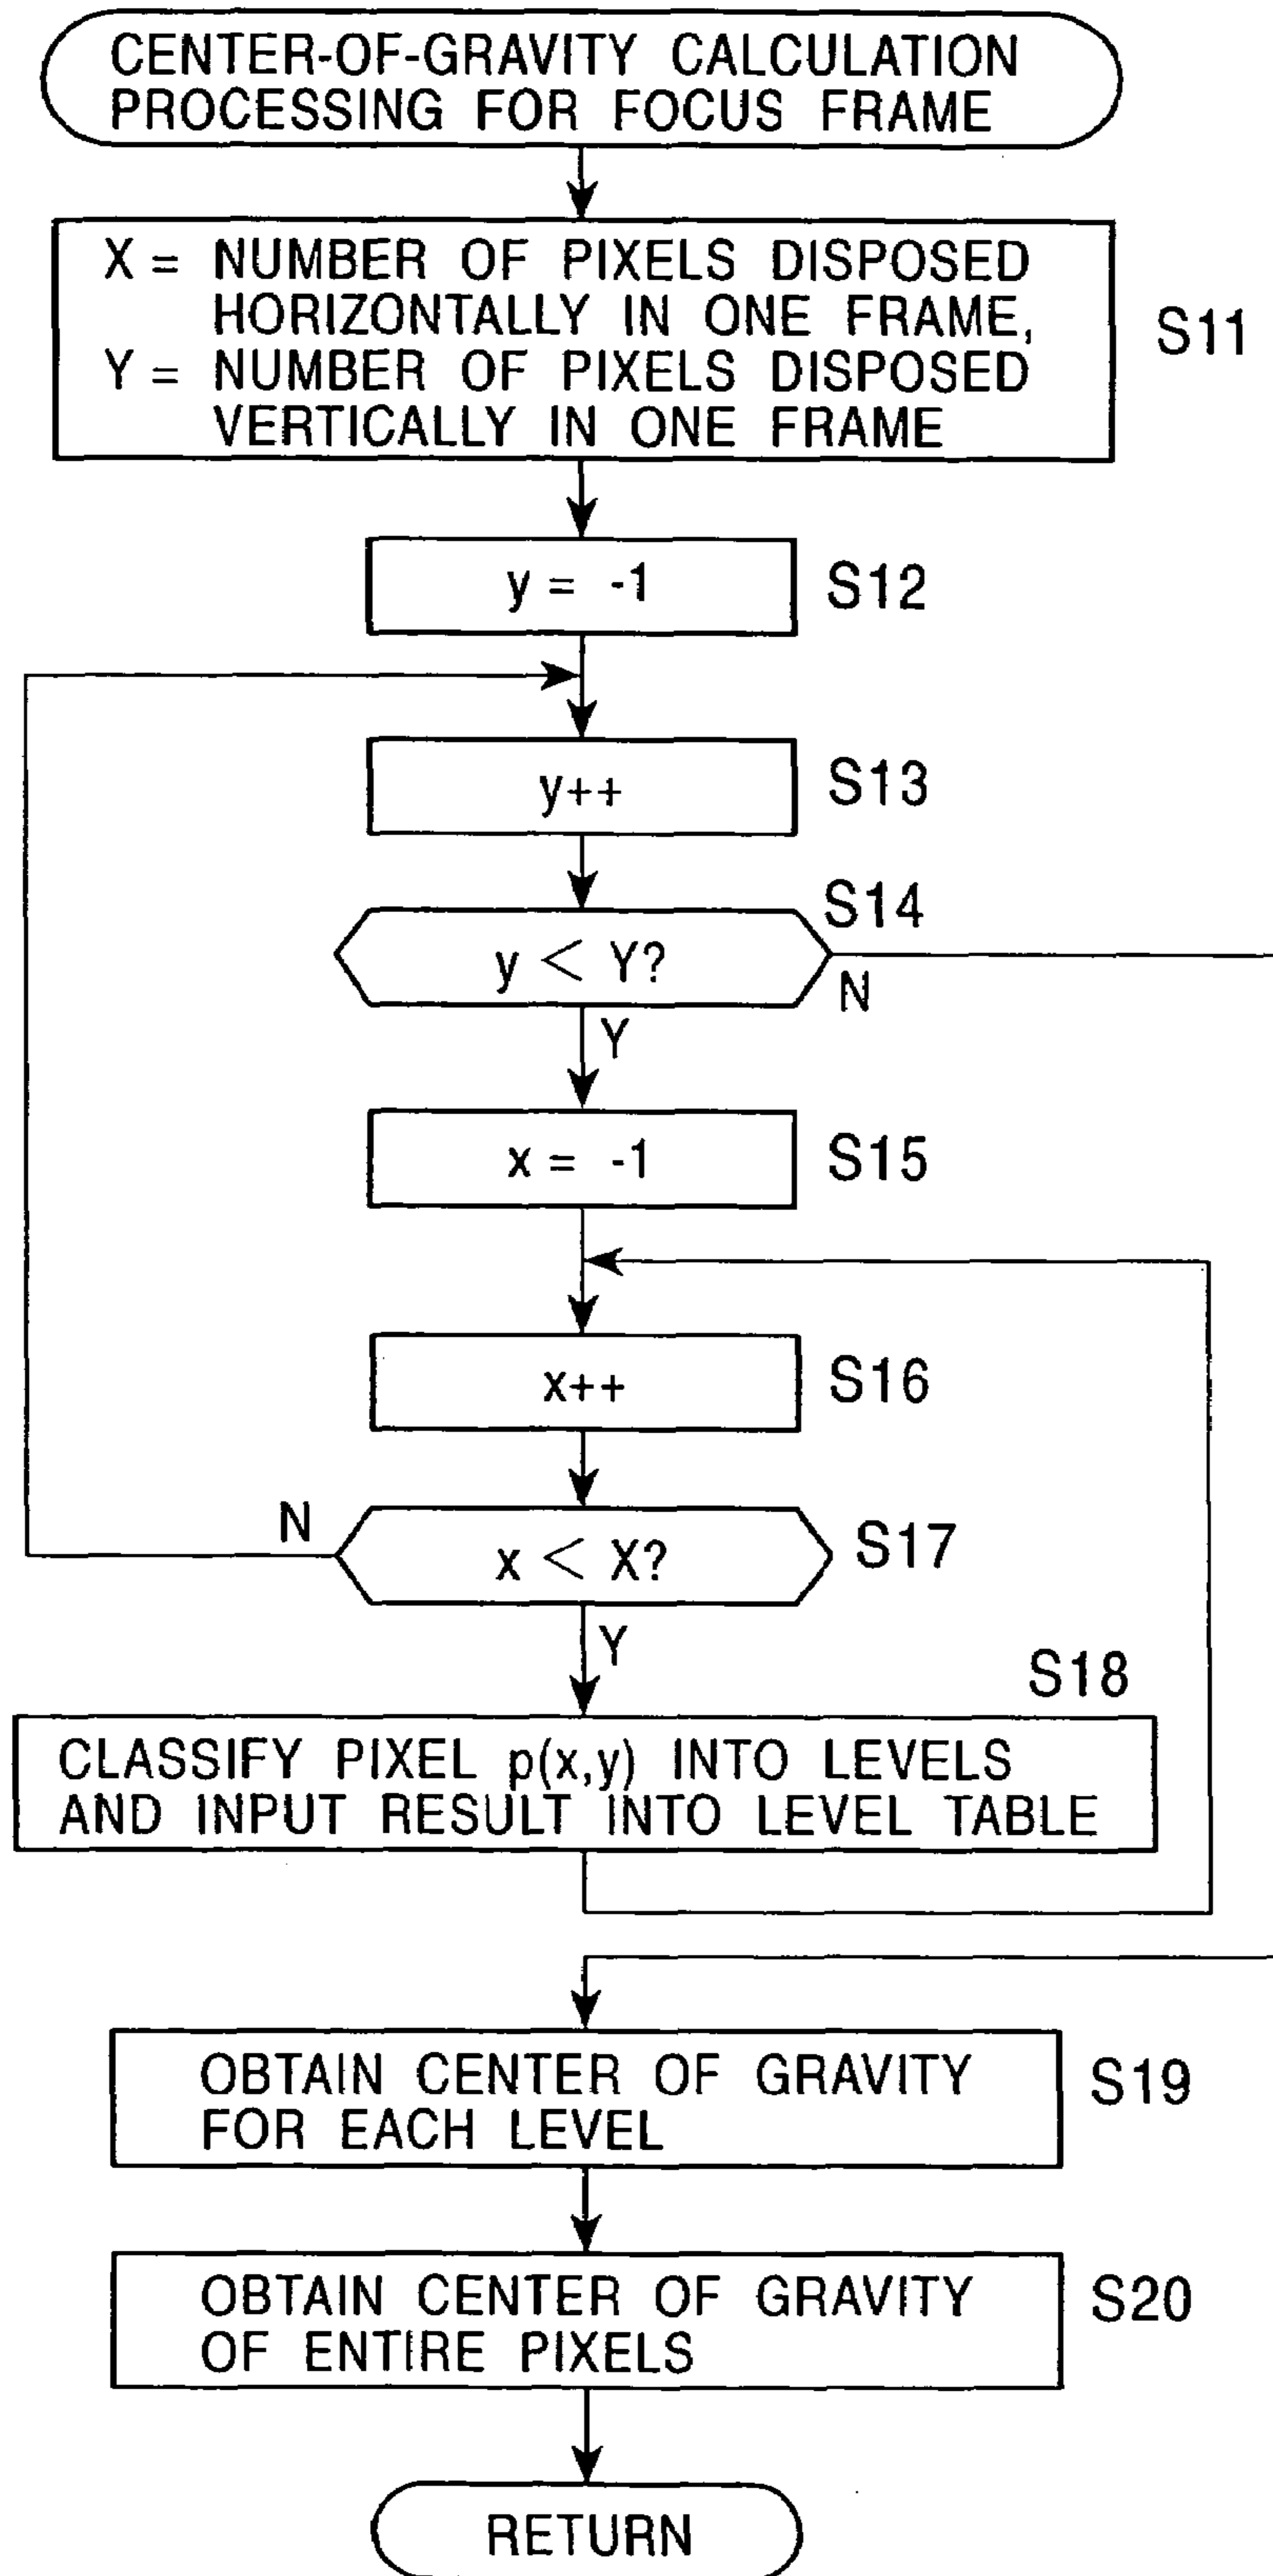 CENTER-OF-GRAVITY CALCULATION
PROCESSING FOR FOCUS FRAME
X = NUMBER OF PIXELS DISPOSED
HORIZONTALLY IN ONE FRAME,
Y = NUMBER OF PIXELS DISPOSED
VERTICALLY IN ONE FRAME
S11
y = -1
S12
y++
S13
S14
y < Y?
N
Y
x = -1
S15
x++
S16
N
x < X?
S17
Y
S18
CLASSIFY PIXEL p(x,y) INTO LEVELS
AND INPUT RESULT INTO LEVEL TABLE
OBTAIN CENTER OF GRAVITY
FOR EACH LEVEL
S19
OBTAIN CENTER OF GRAVITY
OF ENTIRE PIXELS
S20
RETURN